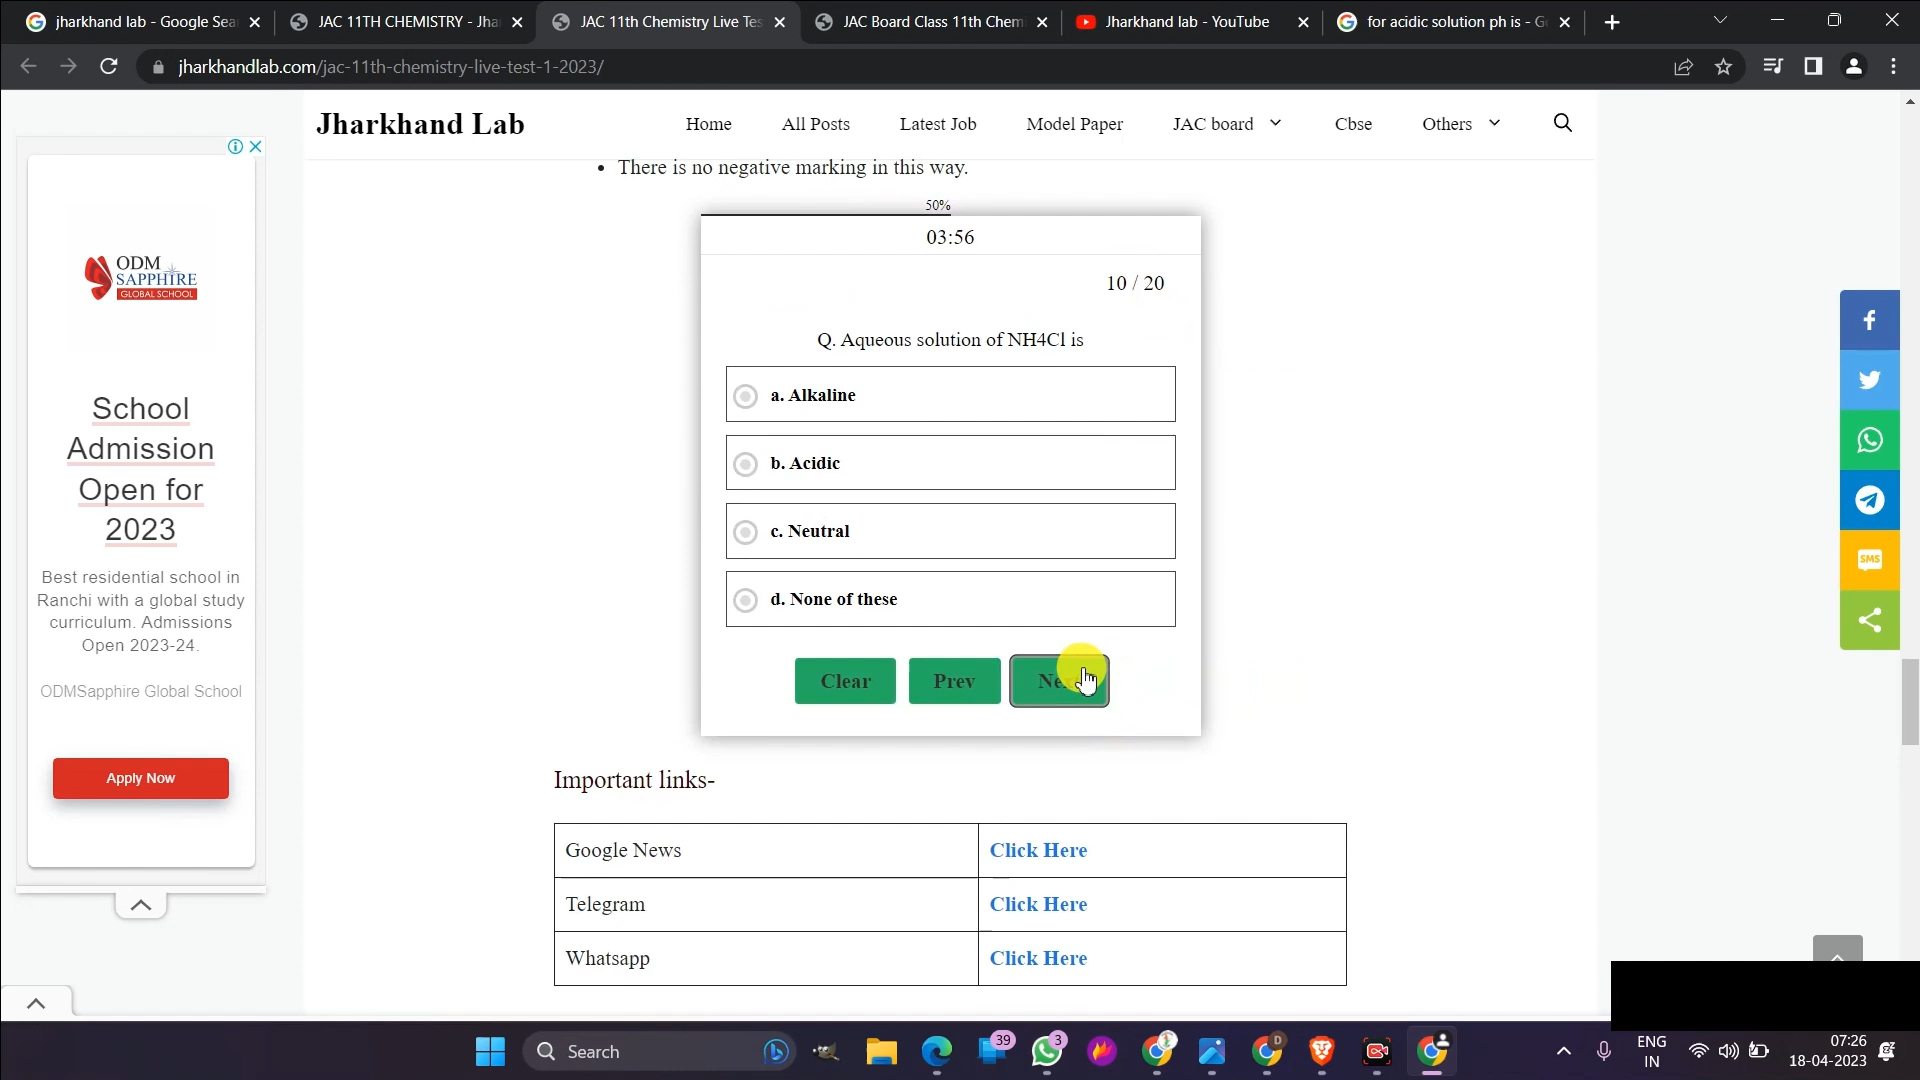 jharkhand lab - Google Sea
JAC 11TH CHEMISTRY - Jha
JAC 11th Chemistry Live Tes
JAC Board Class 11th Chem
Jharkhand lab - YouTube
for acidic solution ph is - G
jharkhandlab.com/jac-11th-chemistry-live-test-1-2023/
Jharkhand Lab
Home
All Posts
Latest Job
Model Paper
JAC board
Cbse
Others
ODM
SAPPHIRE
GLOBAL SCHOOL
School
Admission
Open for
2023
Best residential school in
Ranchi with a global study
curriculum. Admissions
Open 2023-24.
ODMSapphire Global School
Apply Now
• There is no negative marking in this way.
50%
03:56
10 / 20
Q. Aqueous solution of NH4Cl is
a. Alkaline
b. Acidic
c. Neutral
d. None of these
Clear
Prev
Next
SMS
Important links-
Google News Click Here
Telegram Click Here
Whatsapp Click Here
Search
39
3
D
ENG
IN
07:26
18-04-2023